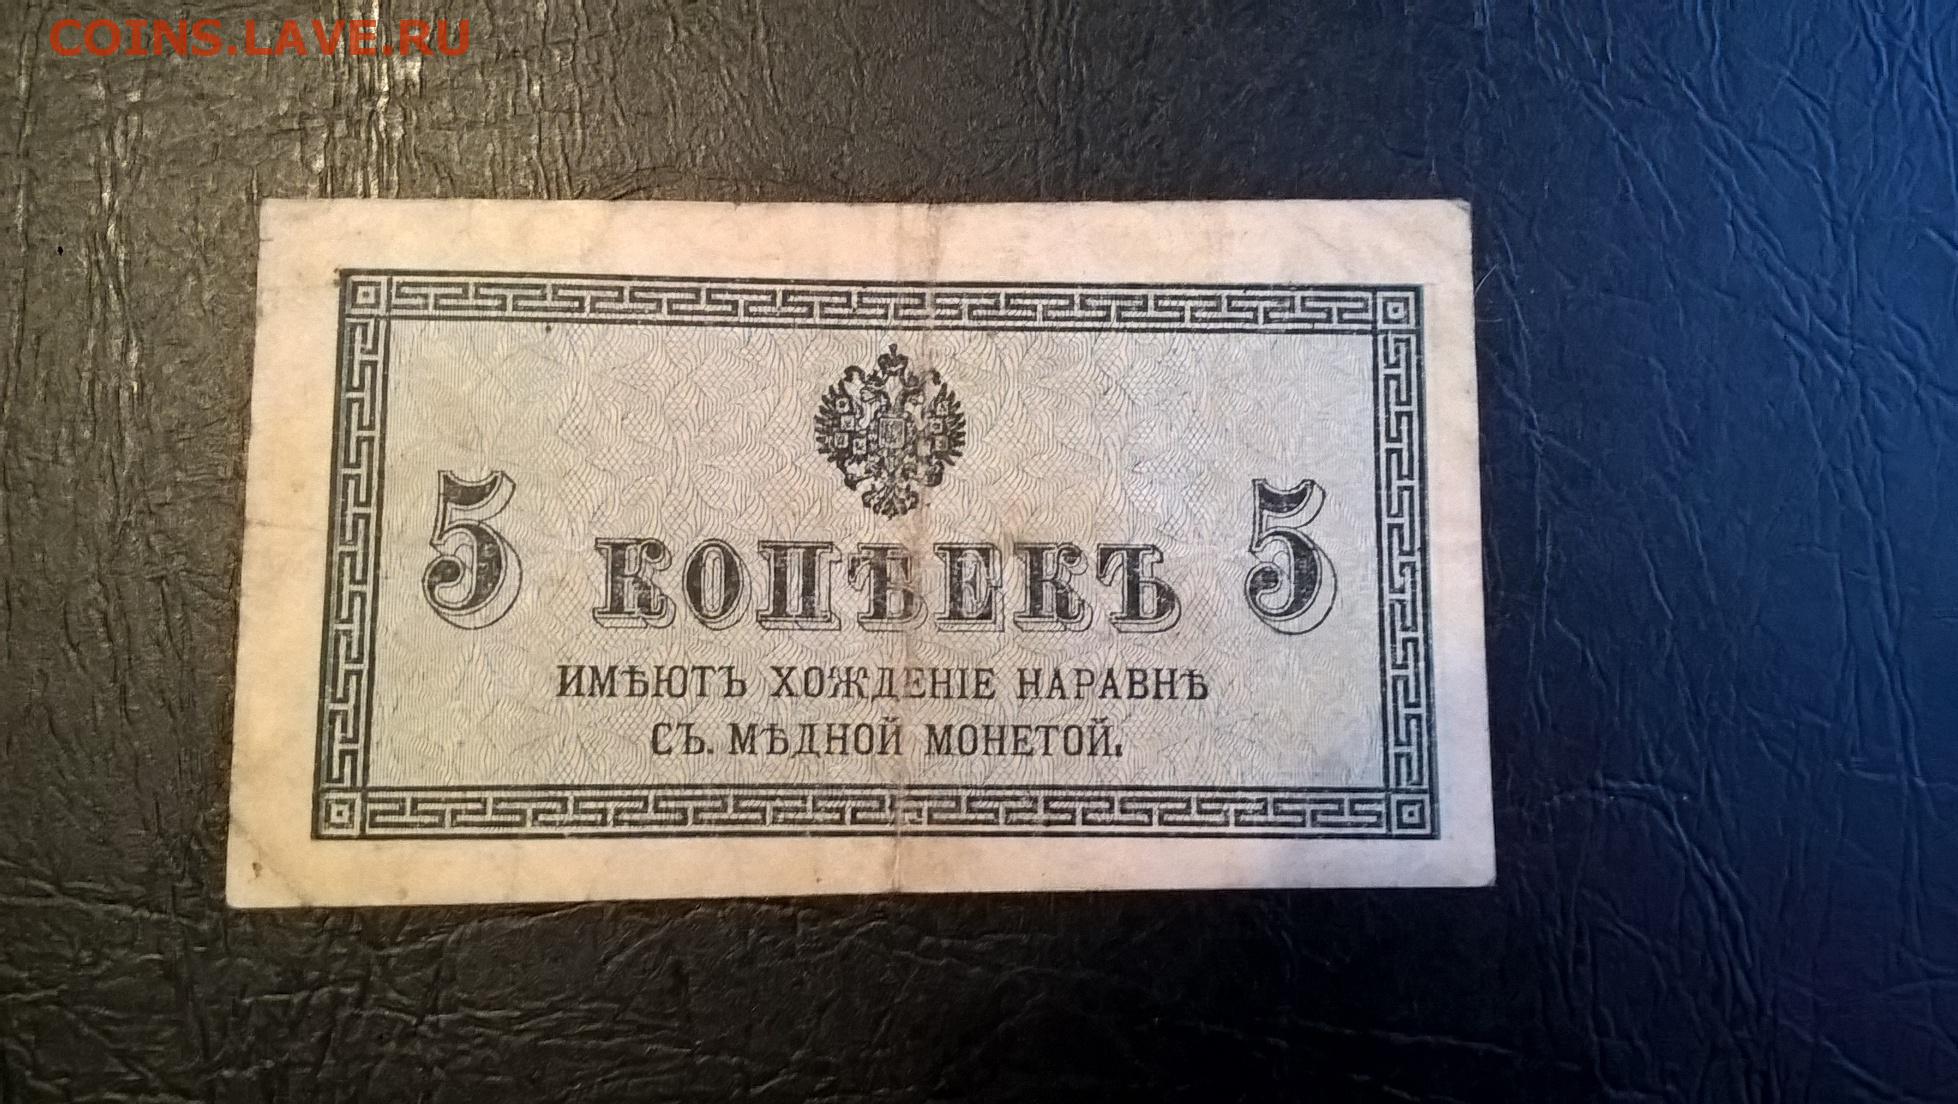 COINS.LAVE.RU
5 КОПѢЕКЪ 5
ИМѢЮТЪ ХОЖДЕНІЕ НАРАВНѢ
СЪ. МѢДНОЙ МОНЕТОЙ.